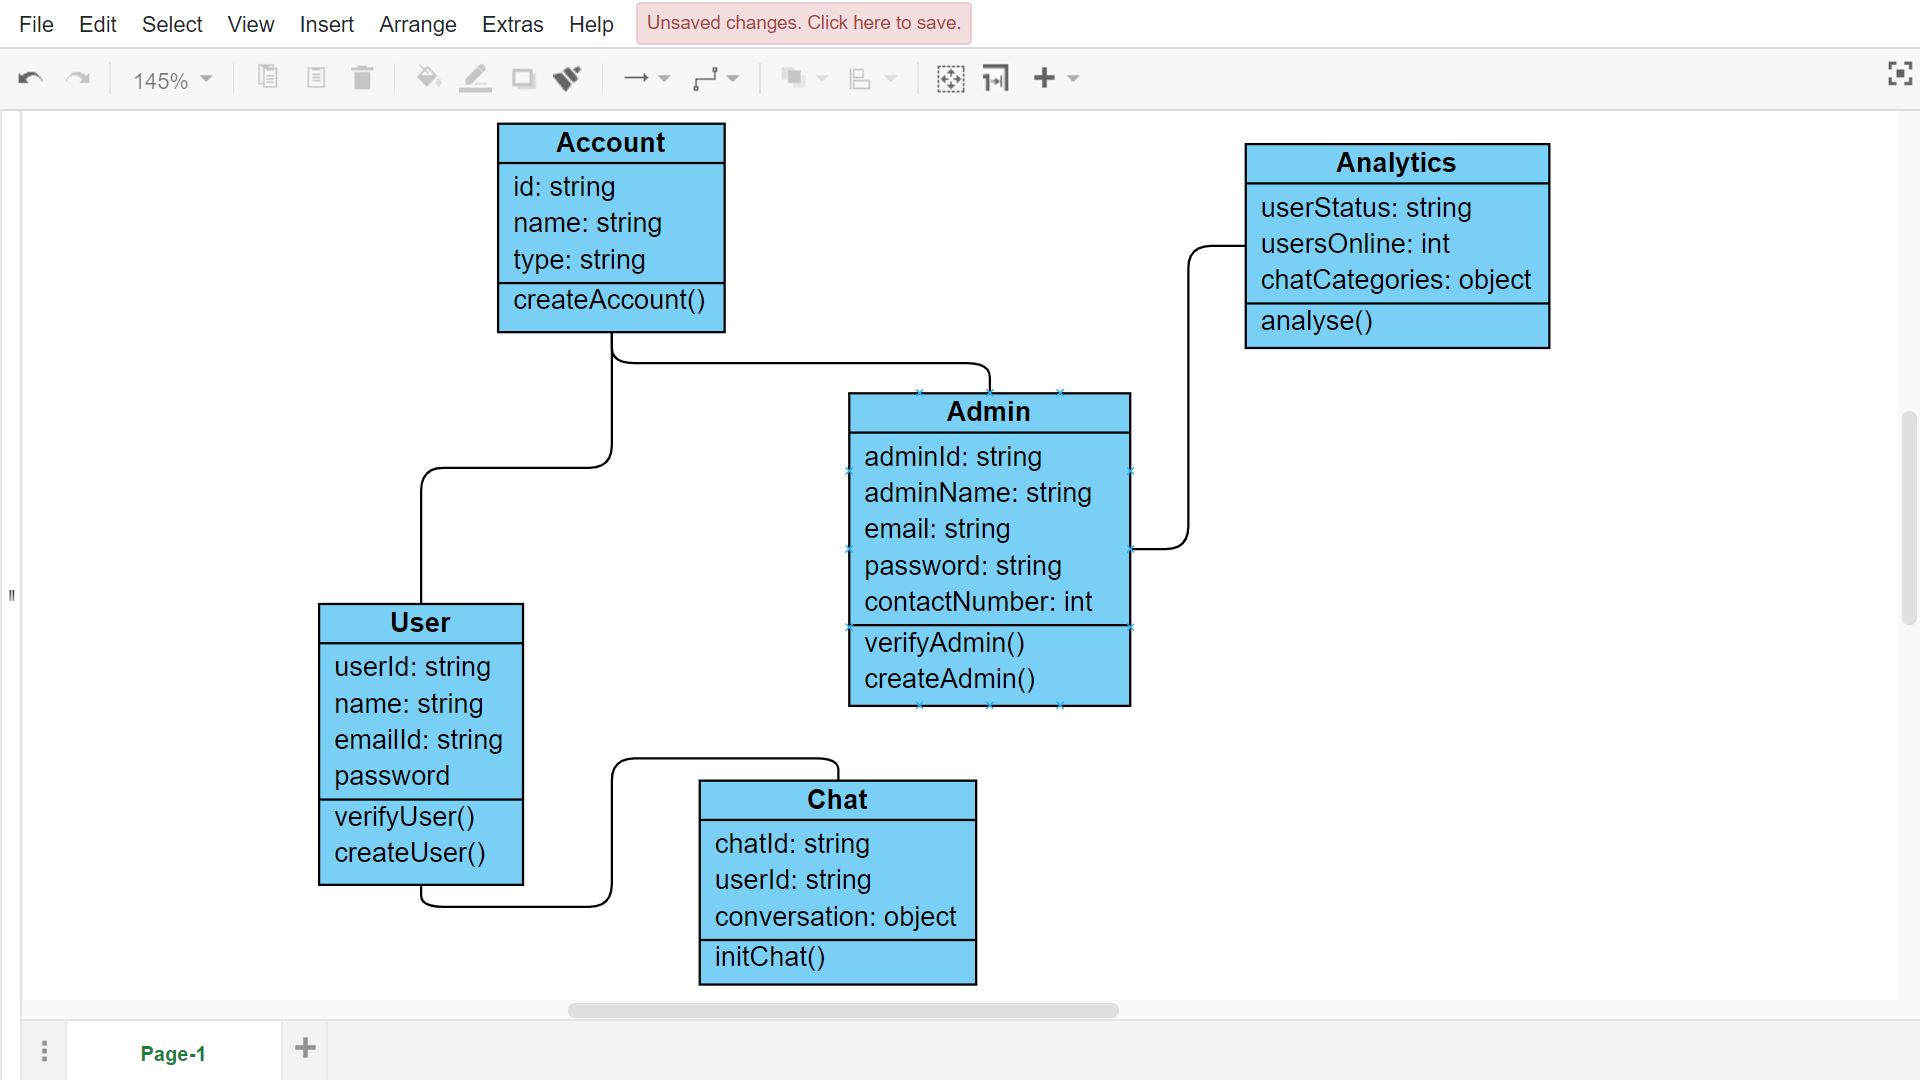 File Edit Select View Insert Arrange Extras Help Unsaved changes. Click here to save.
145%
Account
id: string
name: string
type: string
createAccount()
Analytics
userStatus: string
usersOnline: int
chatCategories: object
analyse()
Admin
adminId: string
adminName: string
email: string
password: string
contactNumber: int
verifyAdmin()
createAdmin()
User
userId: string
name: string
emailId: string
password
verifyUser()
createUser()
Chat
chatId: string
userId: string
conversation: object
initChat()
Page-1